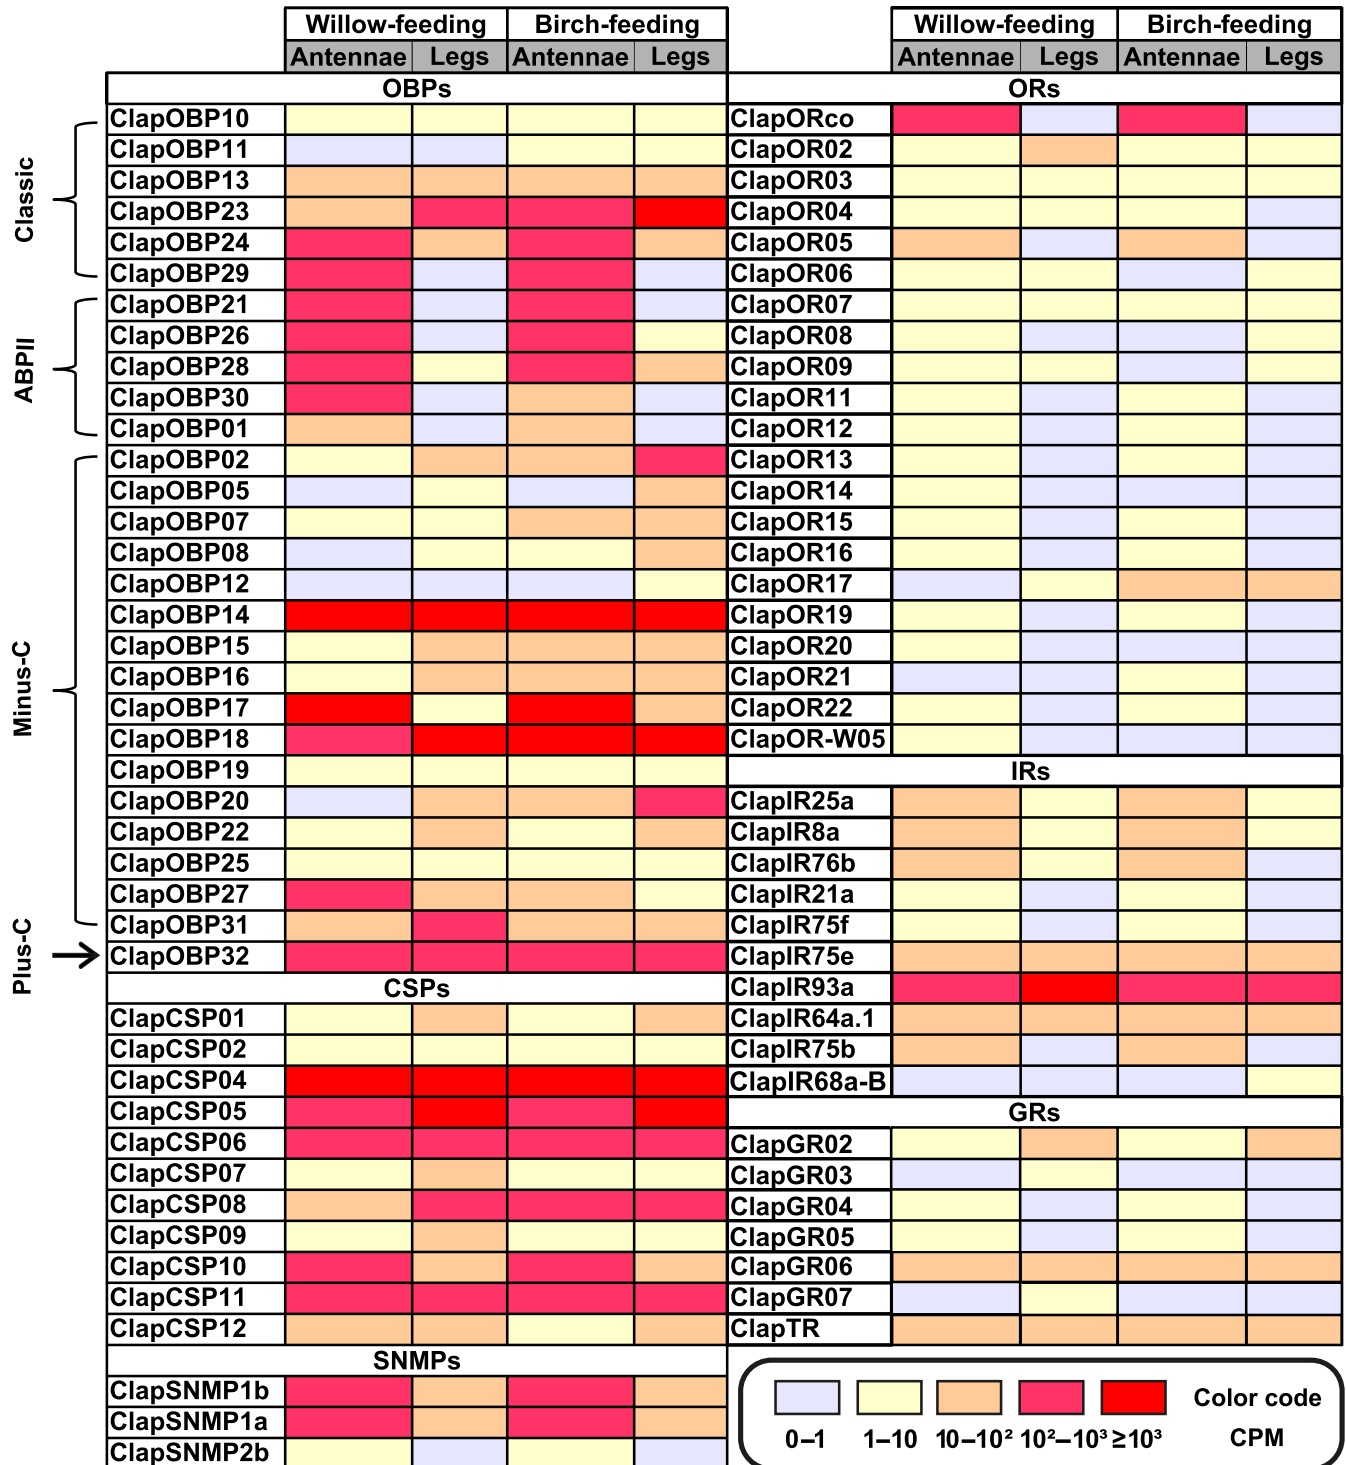 Willow-feeding Birch-feeding
Antennae Legs Antennae Legs
OBPs
Classic
ClapOBP10
ClapOBP11
ClapOBP13
ClapOBP23
ClapOBP24
ClapOBP29
ABPII
ClapOBP21
ClapOBP26
ClapOBP28
ClapOBP30
ClapOBP01
Minus-C
ClapOBP02
ClapOBP05
ClapOBP07
ClapOBP08
ClapOBP12
ClapOBP14
ClapOBP15
ClapOBP16
ClapOBP17
ClapOBP18
ClapOBP19
ClapOBP20
ClapOBP22
ClapOBP25
ClapOBP27
ClapOBP31
Plus-C
ClapOBP32
CSPs
ClapCSP01
ClapCSP02
ClapCSP04
ClapCSP05
ClapCSP06
ClapCSP07
ClapCSP08
ClapCSP09
ClapCSP10
ClapCSP11
ClapCSP12
SNMPs
ClapSNMP1b
ClapSNMP1a
ClapSNMP2b
Willow-feeding Birch-feeding
Antennae Legs Antennae Legs
ORs
ClapORco
ClapOR02
ClapOR03
ClapOR04
ClapOR05
ClapOR06
ClapOR07
ClapOR08
ClapOR09
ClapOR11
ClapOR12
ClapOR13
ClapOR14
ClapOR15
ClapOR16
ClapOR17
ClapOR19
ClapOR20
ClapOR21
ClapOR22
ClapOR-W05
IRs
ClapIR25a
ClapIR8a
ClapIR76b
ClapIR21a
ClapIR75f
ClapIR75e
ClapIR93a
ClapIR64a.1
ClapIR75b
ClapIR68a-B
GRs
ClapGR02
ClapGR03
ClapGR04
ClapGR05
ClapGR06
ClapGR07
ClapTR
Color code
0–1 1–10 10–10² 10²–10³ ≥10³ CPM